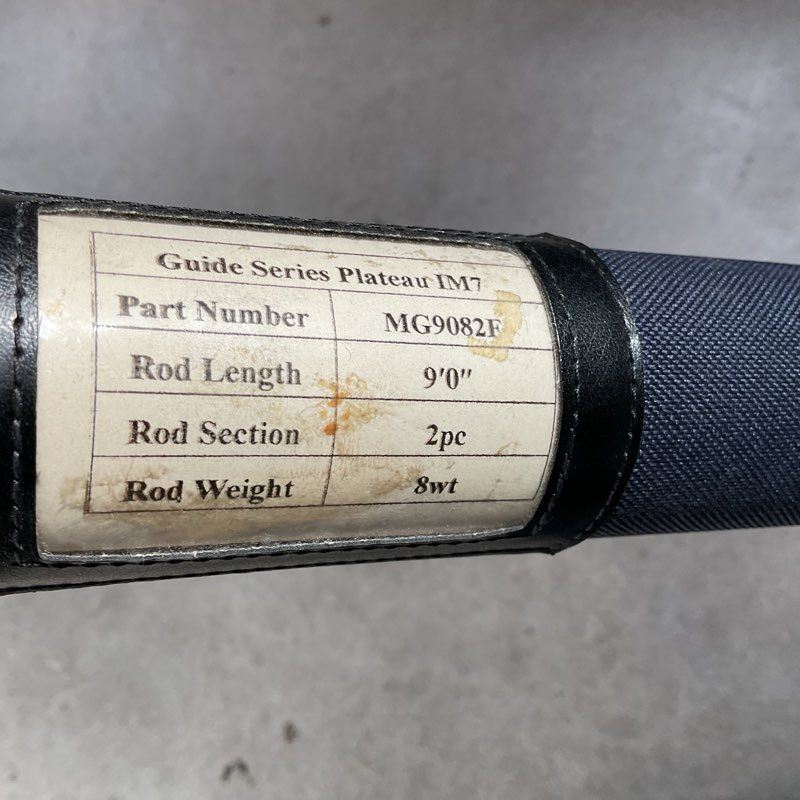 Guide Series Plateau IM7
Part Number MG9082F
Rod Length 9'0"
Rod Section 2pc
Rod Weight 8wt